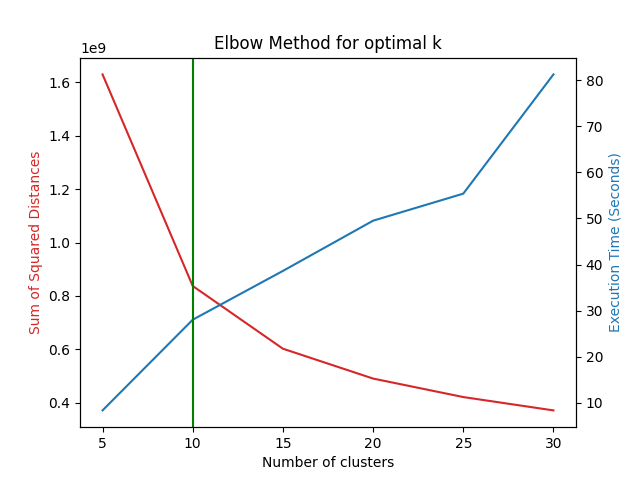 Elbow Method for optimal k
1e9
1.6
1.4
1.2
1.0
0.8
0.6
0.4
Sum of Squared Distances
80
70
60
50
40
30
20
10
Execution Time (Seconds)
5 10 15 20 25 30
Number of clusters